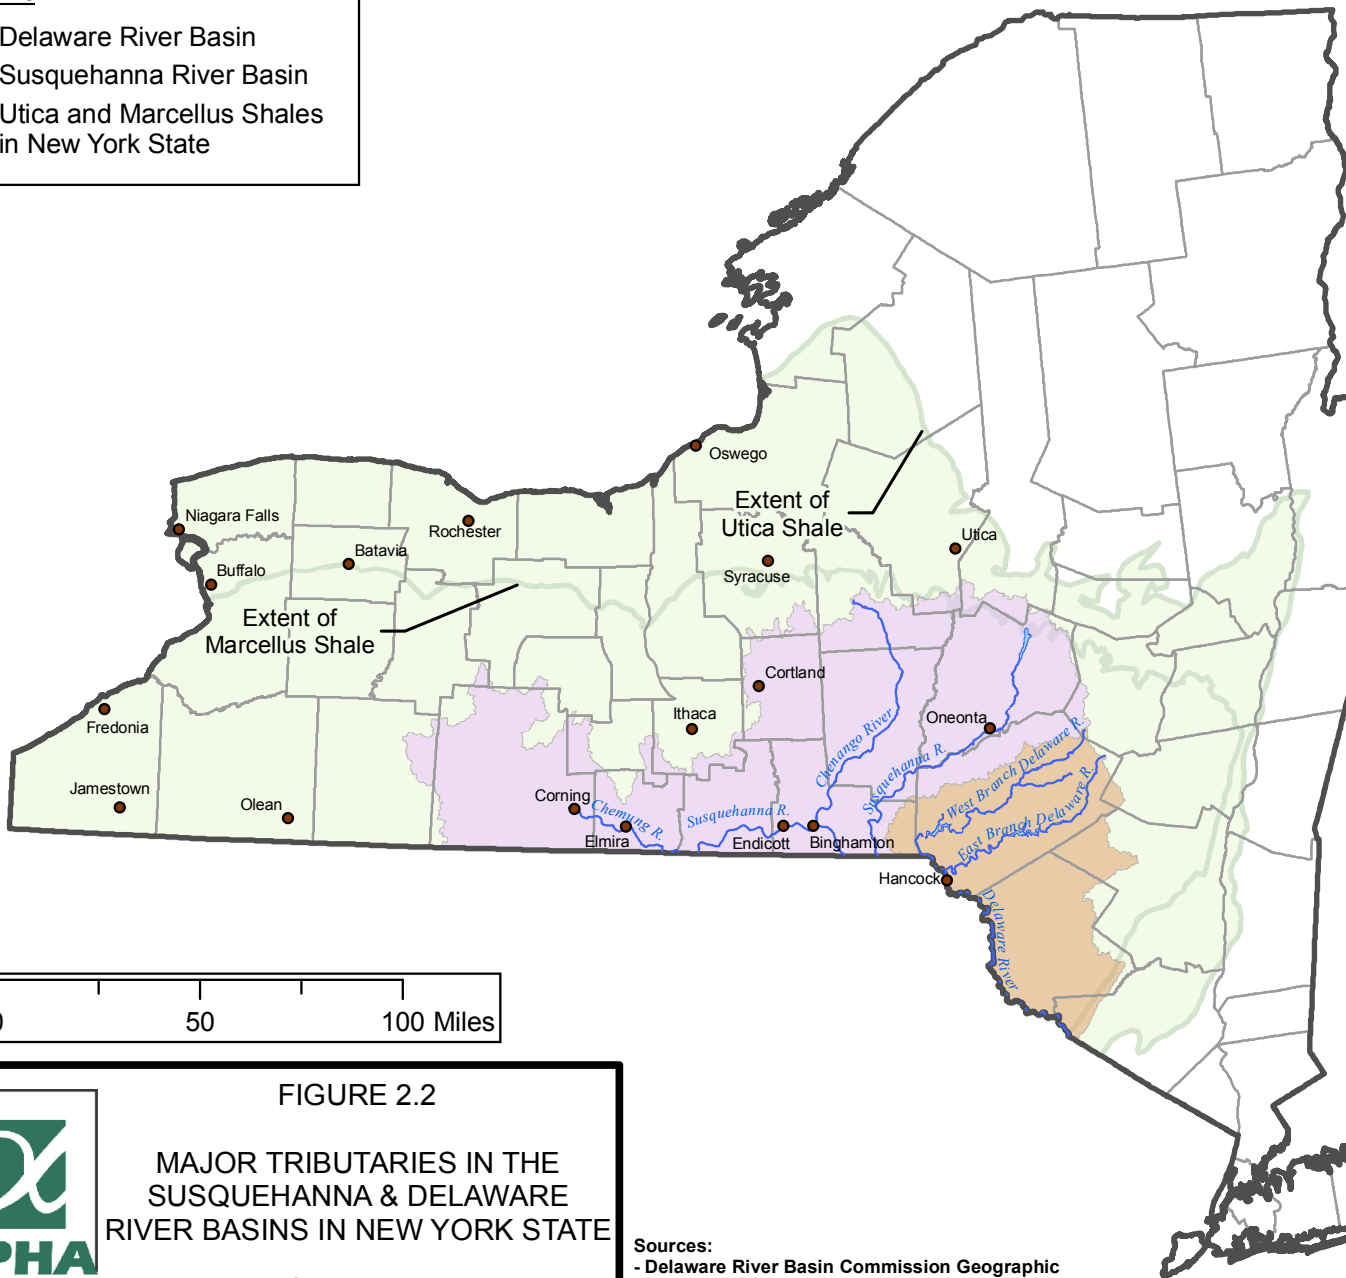 Delaware River Basin
Susquehanna River Basin
Utica and Marcellus Shales
in New York State
Oswego
Extent of
Utica Shale
Niagara Falls
Rochester
Utica
Batavia
Syracuse
Buffalo
Extent of
Marcellus Shale
Cortland
Ithaca
Oneonta
Fredonia
Chenango River
Susquehanna R.
West Branch Delaware R.
East Branch Delaware R.
Jamestown
Olean
Corning
Chemung R.
Elmira
Susquehanna R.
Endicott
Binghamton
Hancock
Delaware River
0 50 100 Miles
FIGURE 2.2
MAJOR TRIBUTARIES IN THE
SUSQUEHANNA & DELAWARE
RIVER BASINS IN NEW YORK STATE
PHA
Sources:
- Delaware River Basin Commission Geographic